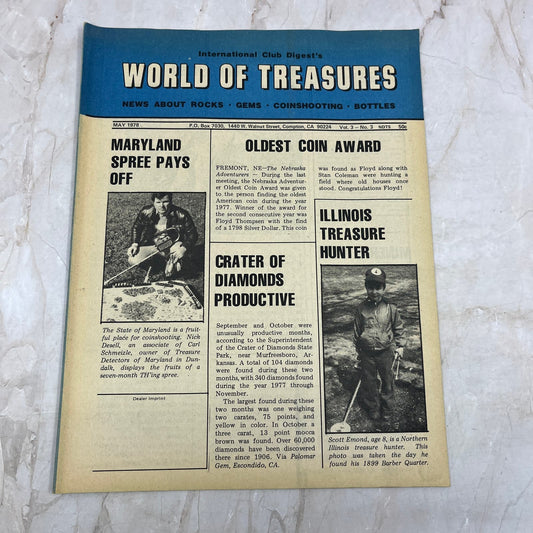 International Club Digest's
WORLD OF TREASURES
NEWS ABOUT ROCKS • GEMS • COINSHOOTING • BOTTLES
MAY 1978 P.O. Box 7030, 1440 W. Walnut Street, Compton, CA 90224 Vol. 3 – No. 3 NDTS 50c
MARYLAND
SPREE PAYS
OFF
The State of Maryland is a fruit-
ful place for coinshooting. Nick
Desell, an associate of Carl
Schmeizle, owner of Treasure
Detectors of Maryland in Dun-
dalk, displays the fruits of a
seven-month TH'ing spree.
Dealer Imprint
OLDEST COIN AWARD
FREMONT, NE—The Nebraska
Adventurers — During the last
meeting, the Nebraska Adventur-
er Oldest Coin Award was given
to the person finding the oldest
American coin during the year
1977. Winner of the award for
the second consecutive year was
Floyd Thompsen with the find
of a 1798 Silver Dollar. This coin
was found as Floyd along with
Stan Coleman were hunting a
field where old horses once
stood. Congratulations Floyd!
CRATER OF
DIAMONDS
PRODUCTIVE
September and October were
unusually productive months,
according to the Superintendent
of the Crater of Diamonds State
Park, near Murfreesboro, Ar-
kansas. A total of 104 diamonds
were found during these two
months, with 340 diamonds found
during the year 1977 through
November.
The largest found during these
two months was one weighing
two carats, 75 points, and
yellow in color. In October a
three carat, 13 point mocca
brown was found. Over 60,000
diamonds have been discovered
there since 1906. Via Palomar
Gem, Escondido, CA.
ILLINOIS
TREASURE
HUNTER
Scott Emond, age 8, is a Northern
Illinois treasure hunter. This
photo was taken the day he
found his 1899 Barber Quarter.